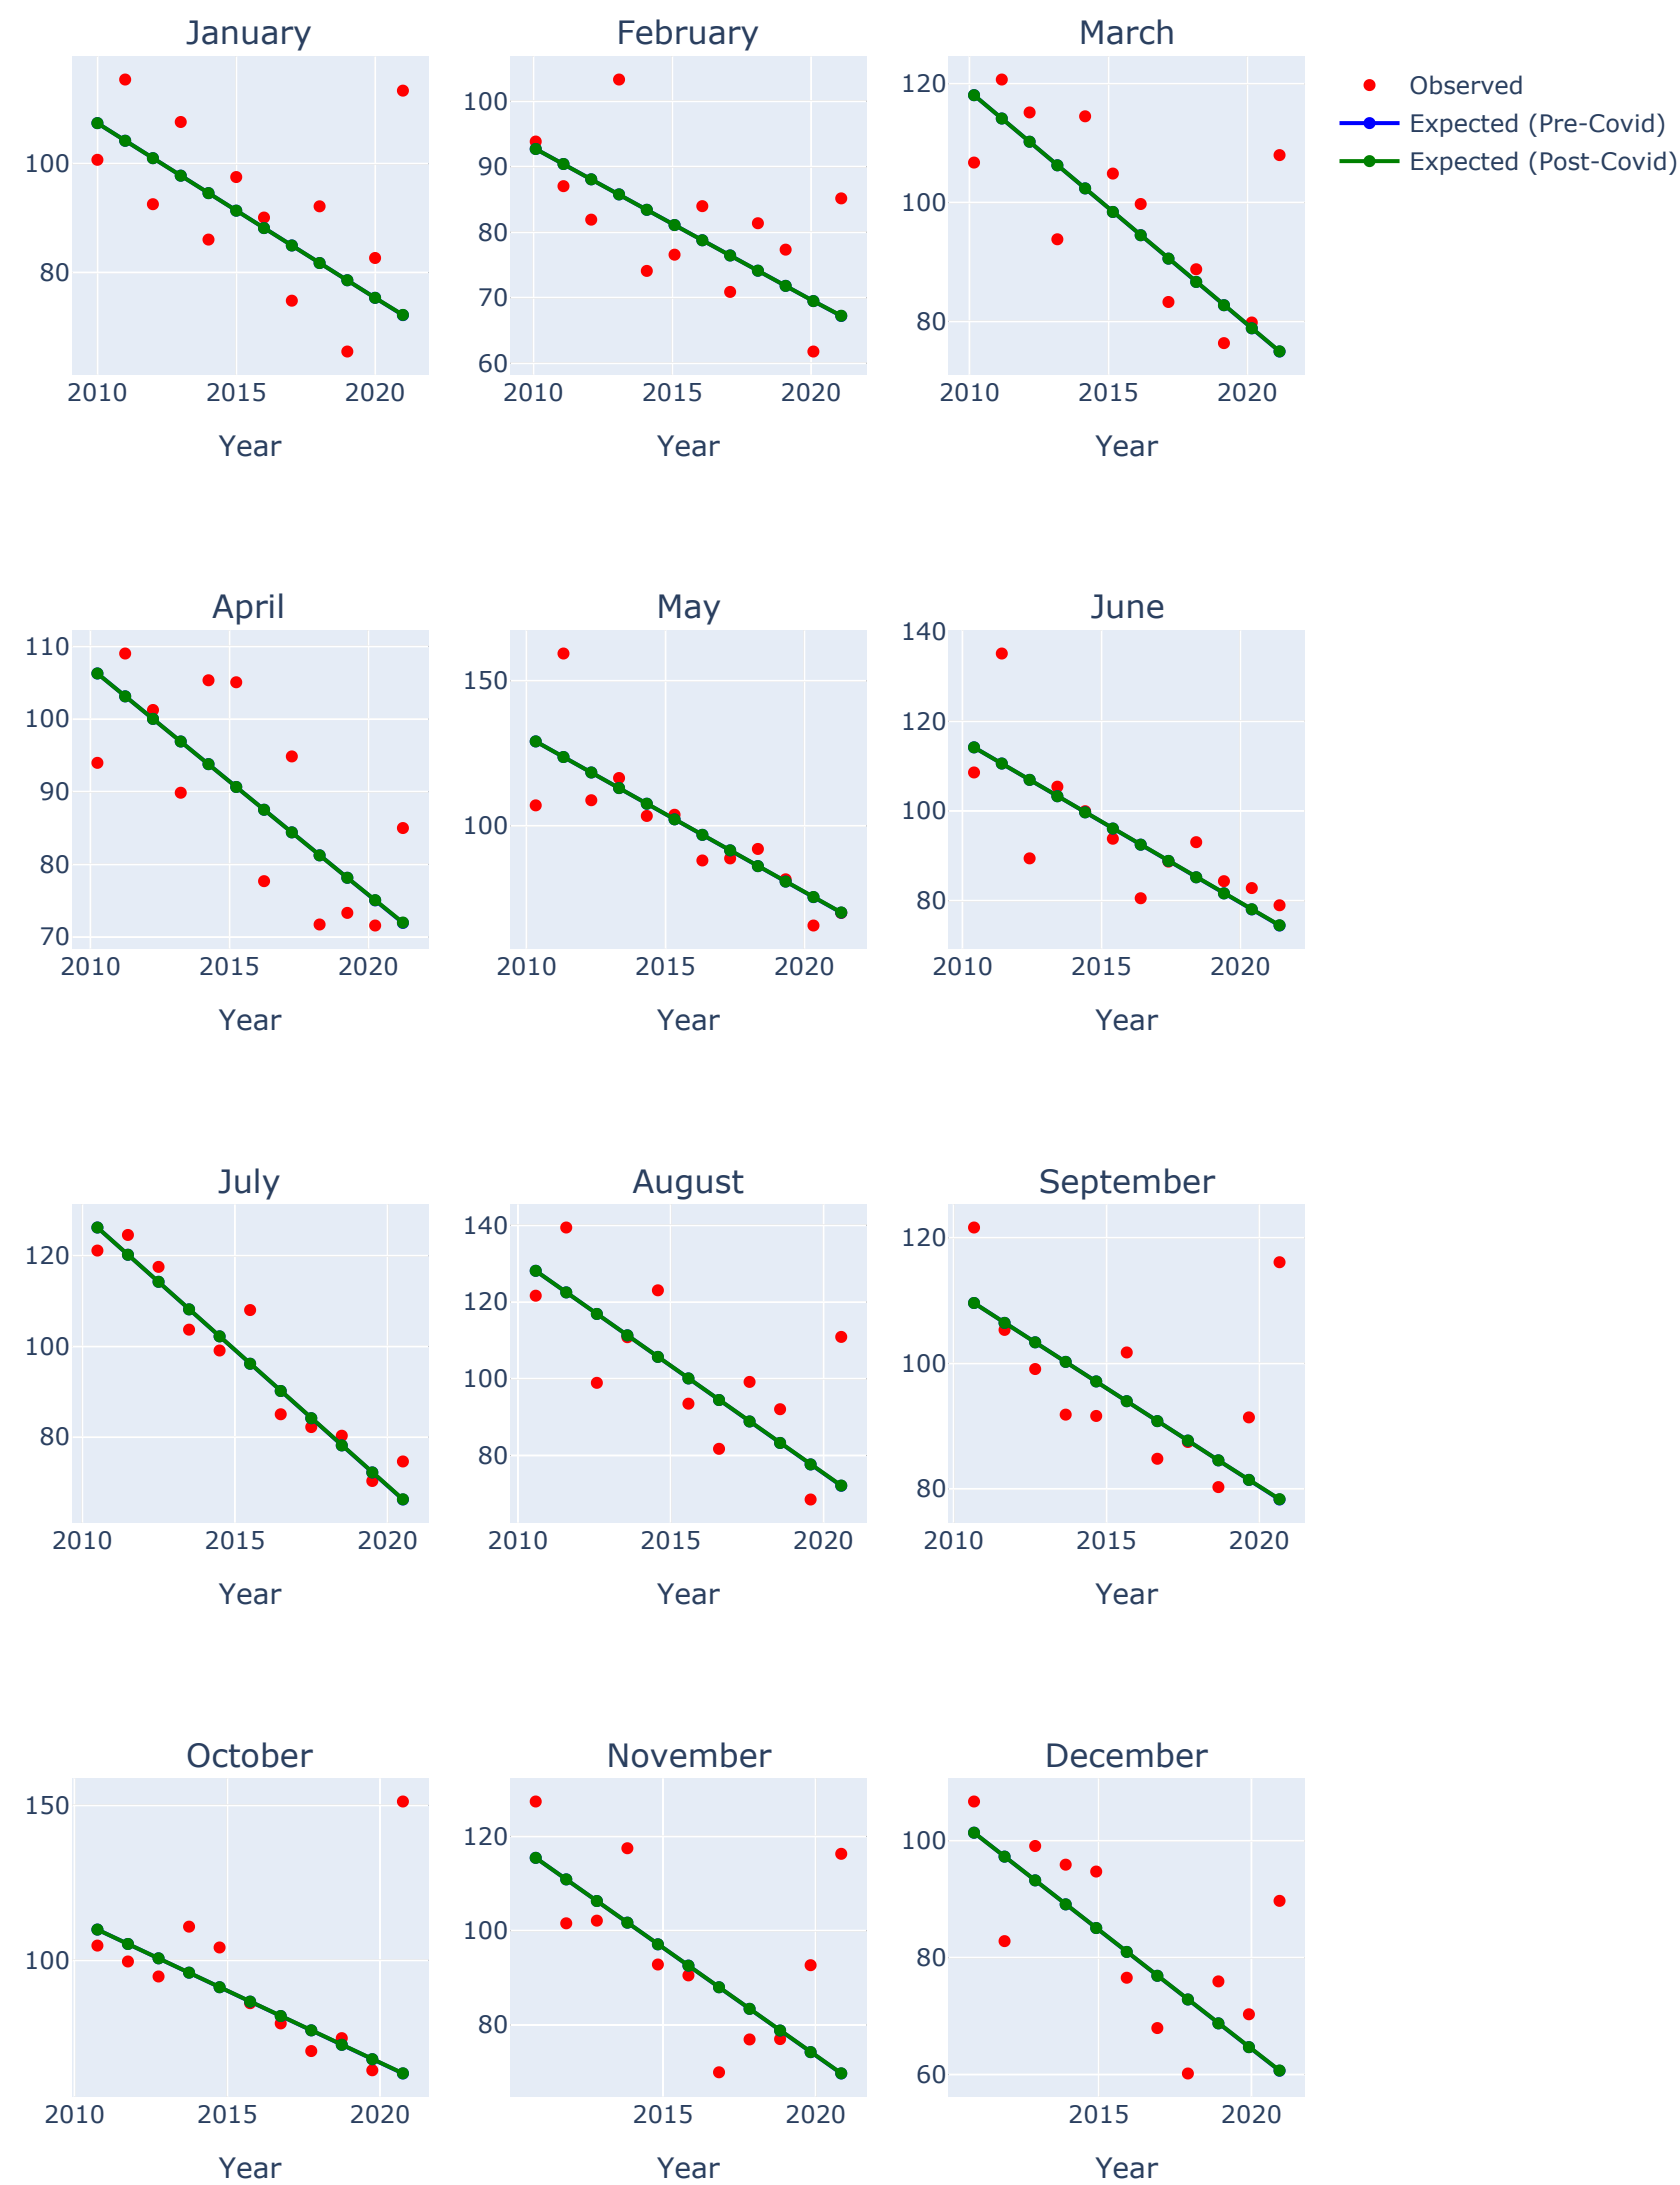 January February March
100
80
2010 2015 2020
Year
100
90
80
70
60
2010 2015 2020
Year
120
100
80
2010 2015 2020
Year
Observed
Expected (Pre-Covid)
Expected (Post-Covid)
April May June
110
100
90
80
70
2010 2015 2020
Year
150
100
2010 2015 2020
Year
140
120
100
80
2010 2015 2020
Year
July August September
120
100
80
2010 2015 2020
Year
140
120
100
80
2010 2015 2020
Year
120
100
80
2010 2015 2020
Year
October November December
150
100
2010 2015 2020
Year
120
100
80
2015 2020
Year
100
80
60
2015 2020
Year